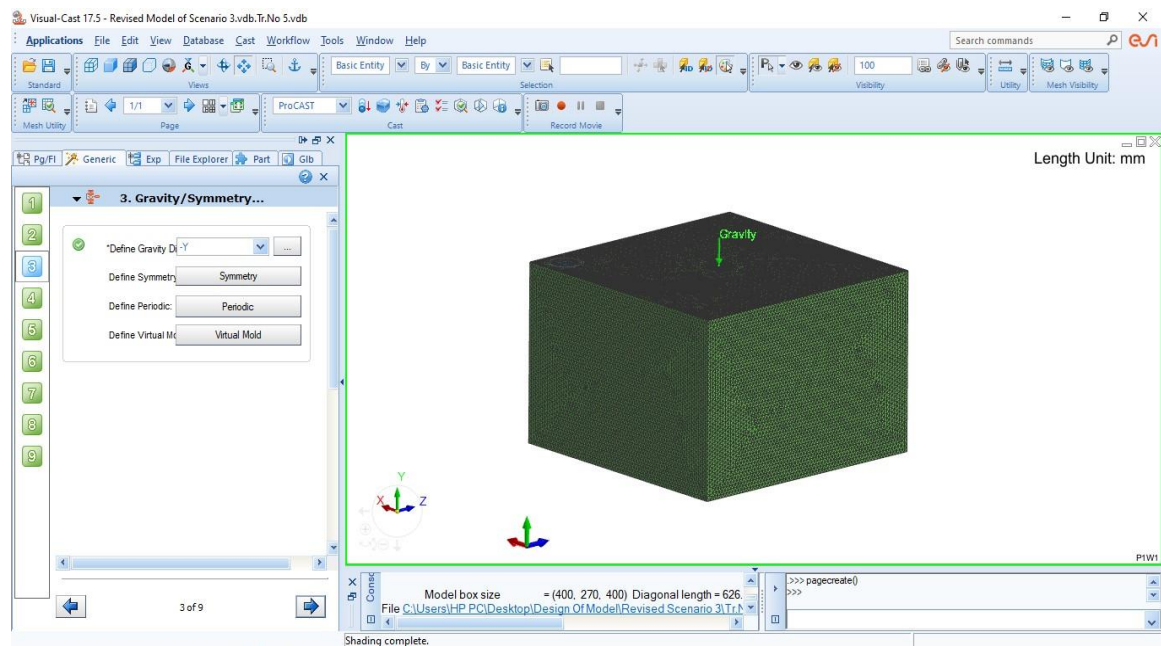 Visual-Cast 17.5 - Revised Model of Scenario 3.vdb.Tr.No 5.vdb
Applications File Edit View Database Cast Workflow Tools Window Help
Search commands
esi
Basic Entity By Basic Entity
100
Standard Views Selection Visibility Utility Mesh Visibility
1/1
ProCAST
Mesh Utility Page Cast Record Movie
Pg/Fl Generic Exp File Explorer Part Glb
Length Unit: mm
1
3. Gravity/Symmetry...
2
*Define Gravity Di -Y ...
3
Define Symmetry Symmetry
4
Define Periodic: Periodic
5
Define Virtual Mo Virtual Mold
6
7
8
9
Gravity
Y
X
Z
P1W1
3 of 9
Conso
Model box size = (400, 270, 400) Diagonal length = 626.
File C:\Users\HP PC\Desktop\Design Of Model\Revised Scenario 3\Tr.N
.>>> pagecreate()
>>>
Shading complete.